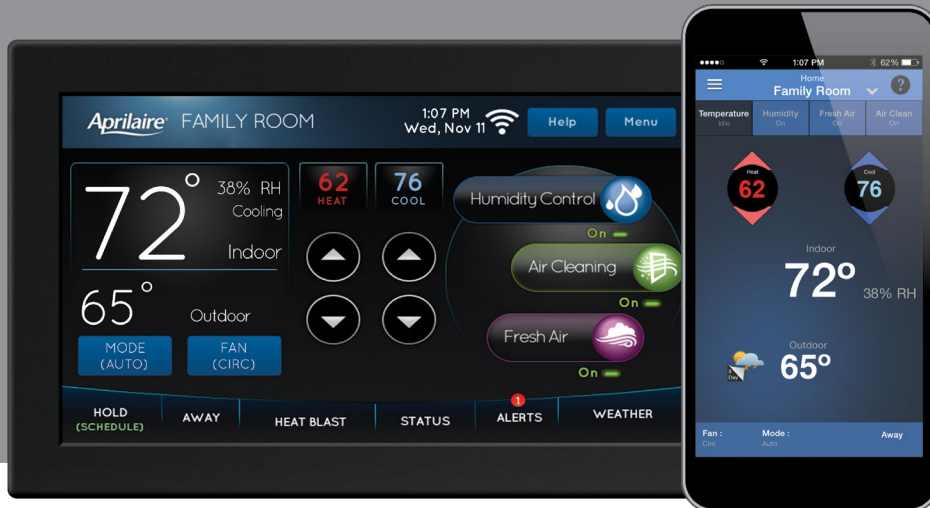 Aprilaire® FAMILY ROOM
1:07 PM
Wed, Nov 11
Help
Menu
72°
38% RH
Cooling
Indoor
65°
Outdoor
MODE
(AUTO)
FAN
(CIRC)
62
HEAT
76
COOL
Humidity Control
On
Air Cleaning
On
Fresh Air
On
HOLD
(SCHEDULE)
AWAY
HEAT BLAST
STATUS
1
ALERTS
WEATHER
1:07 PM
62%
Home
Family Room
?
Temperature
Idle
Humidity
On
Fresh Air
On
Air Clean
On
Heat
62
Cool
76
Indoor
72°
38% RH
Outdoor
65°
Day
Fan :
Circ
Mode :
Auto
Away